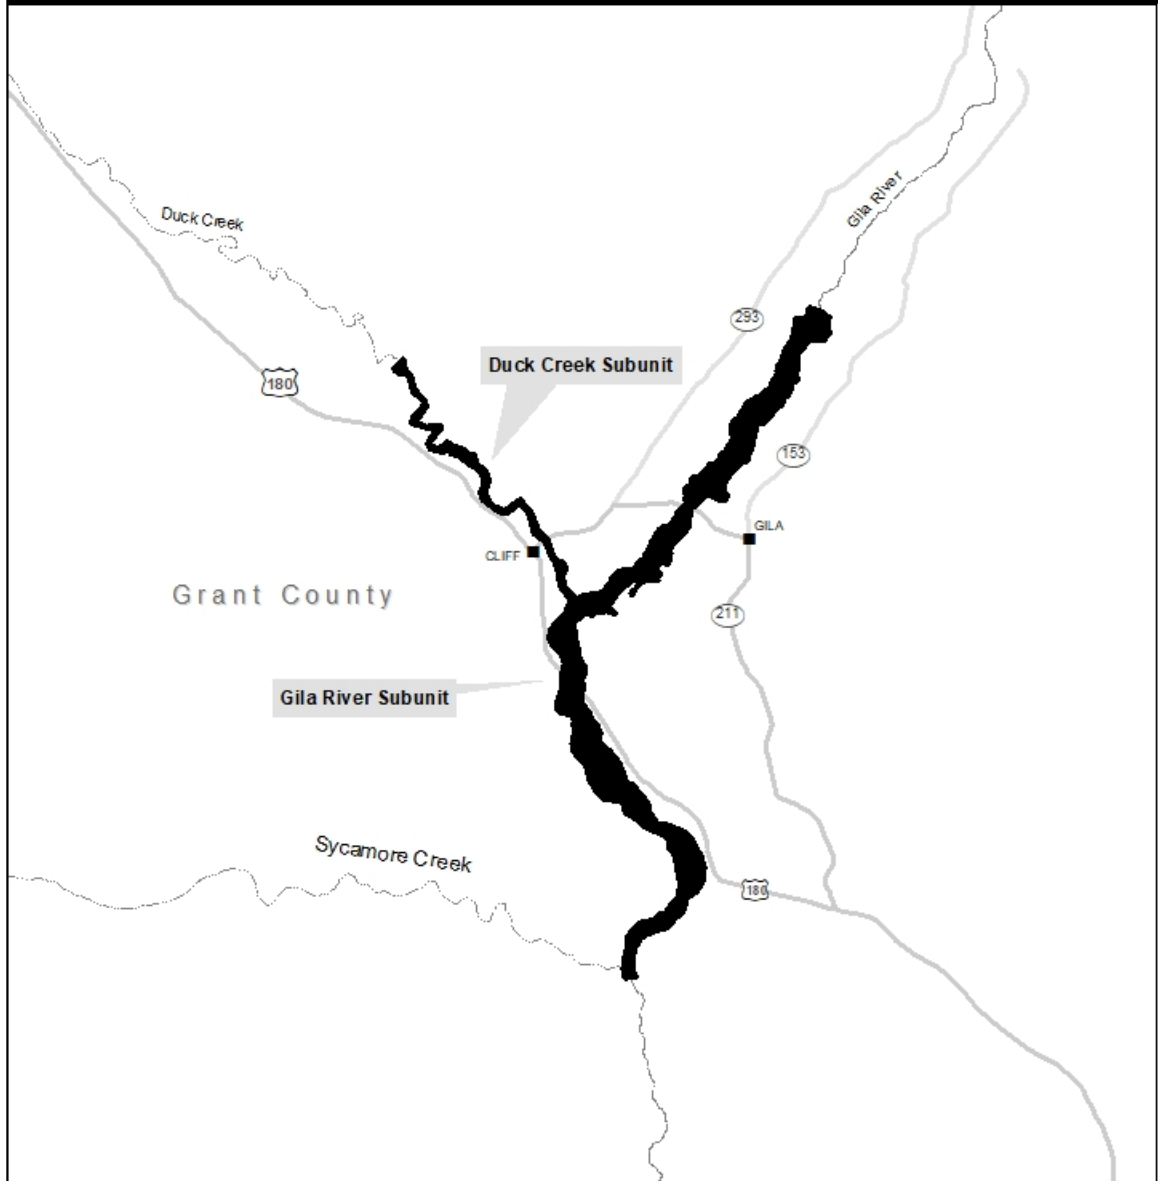 Duck Creek
Gila River
293
Duck Creek Subunit
180
153
GILA
CLIFF
Grant County
211
Gila River Subunit
Sycamore Creek
180